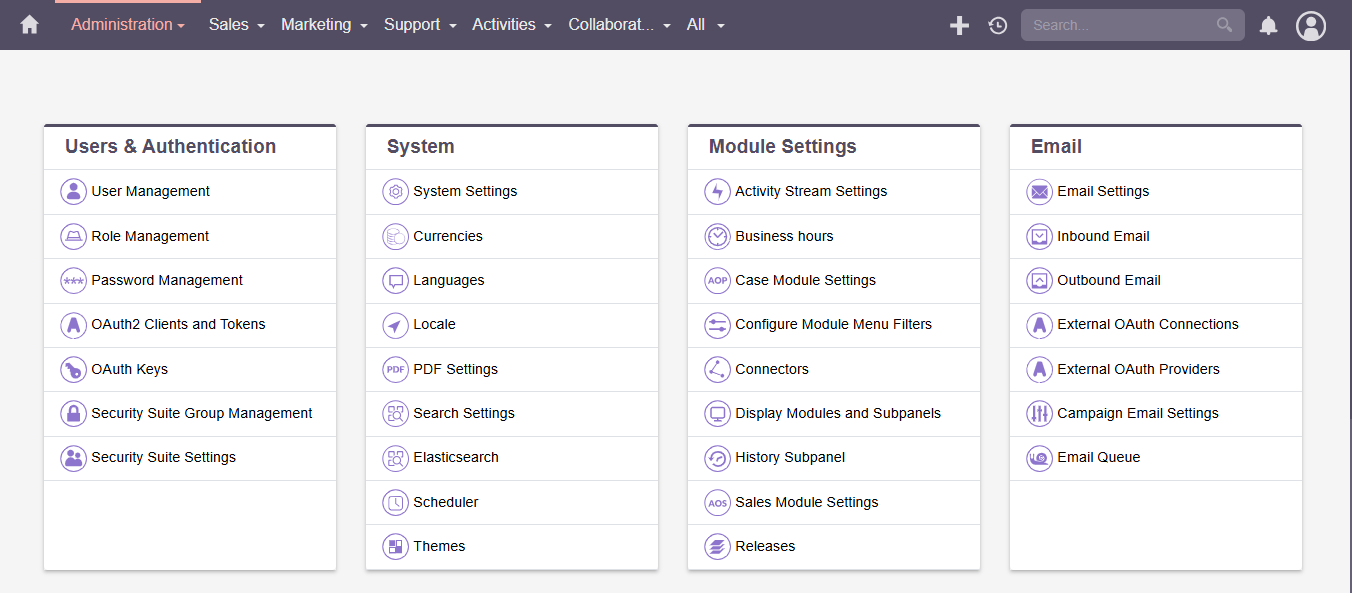 Administration Sales Marketing Support Activities Collaborat... All Search...
Users & Authentication
User Management
Role Management
*** Password Management
A OAuth2 Clients and Tokens
OAuth Keys
Security Suite Group Management
Security Suite Settings
System
System Settings
Currencies
Languages
Locale
PDF PDF Settings
Search Settings
Elasticsearch
Scheduler
Themes
Module Settings
Activity Stream Settings
Business hours
AOP Case Module Settings
Configure Module Menu Filters
Connectors
Display Modules and Subpanels
History Subpanel
AOS Sales Module Settings
Releases
Email
Email Settings
Inbound Email
Outbound Email
A External OAuth Connections
A External OAuth Providers
Campaign Email Settings
Email Queue